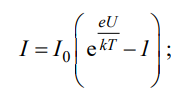 I = I₀ ( e^{eU/kT} – 1 ) ;